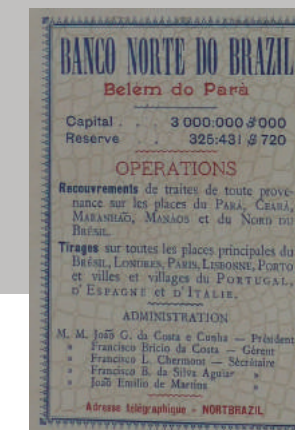 BANCO NORTE DO BRAZIL
Belém do Parà
Capital . . . 3 000:000 $ 000
Reserve 325:431 $ 720
OPERATIONS
Recouvrements de traites de toute prove-
nance sur les places du PARÁ, CEARÁ,
MARANHÃO, MANÁOS et du NORD DU
BRÉSIL.
Tirages sur toutes les places principales du
BRÉSIL, LONDRES, PARIS, LISBONNE, PORTO
et villes et villages du PORTUGAL,
D'ESPAGNE et D'ITALIE.
ADMINISTRATION
M. M. João G. da Costa e Cunha — Président
» Francisco Bricio da Costa — Gérent
» Francisco L. Chermont — Sécrétaire
» Francisco B. da Silva Aguiar »
» João Emilio de Martins »
Adresse télégraphique - NORTBRAZIL